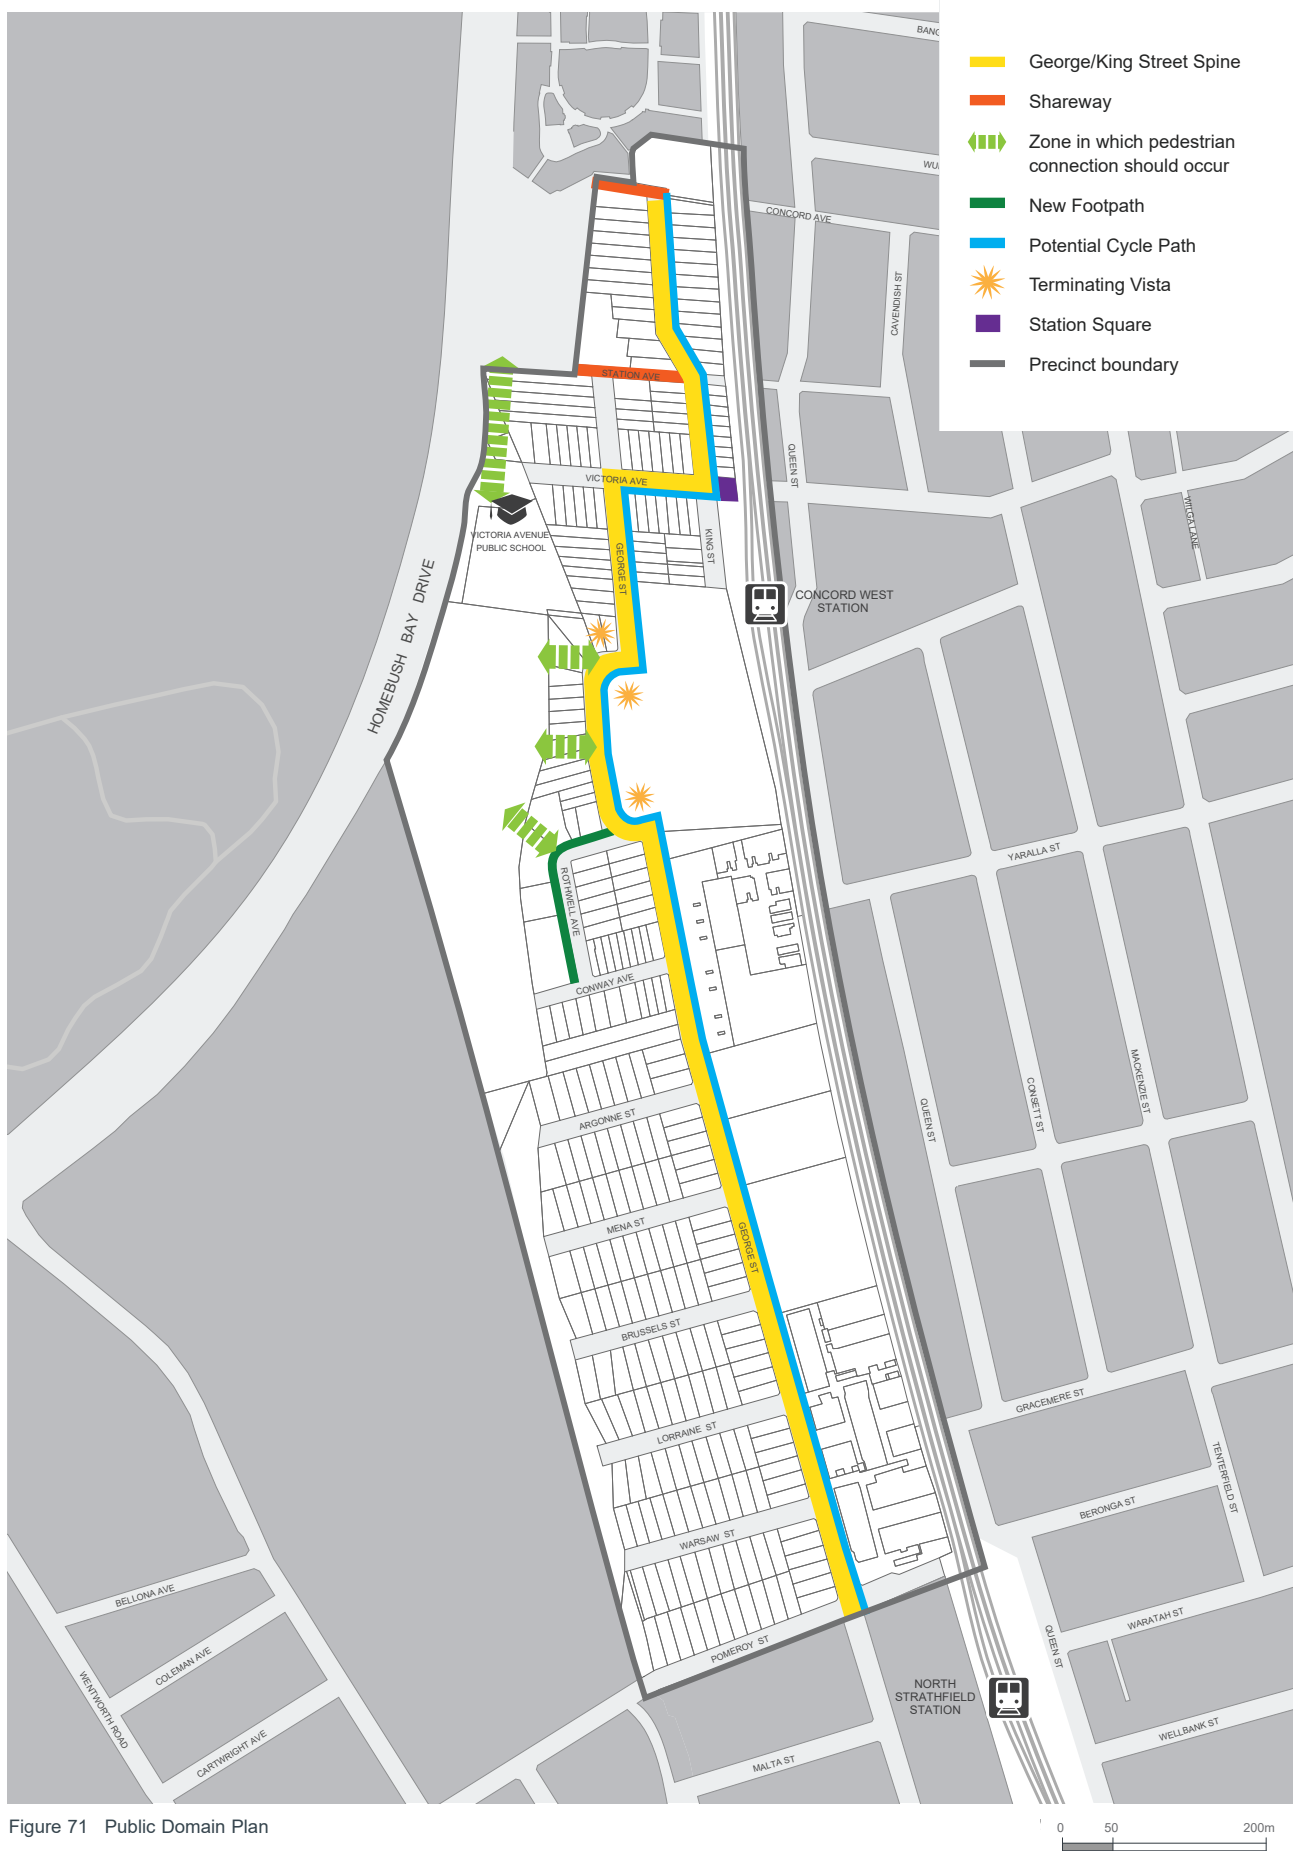 BANG
George/King Street Spine
Shareway
Zone in which pedestrian
connection should occur
New Footpath
Potential Cycle Path
Terminating Vista
Station Square
Precinct boundary
CONCORD AVE
CAVENDISH ST
STATION AVE
QUEEN ST
VICTORIA AVE
WILGA LANE
VICTORIA AVENUE
PUBLIC SCHOOL
KING ST
GEORGE ST
HOMEBUSH BAY DRIVE
CONCORD WEST
STATION
YARALLA ST
ROTHWELL AVE
CONWAY AVE
ARGONNE ST
QUEEN ST
CONSETT ST
MACKENZIE ST
MENA ST
GEORGE ST
BRUSSELS ST
GRACEMERE ST
LORRAINE ST
TENTERFIELD ST
BERONGA ST
WARSAW ST
BELLONA AVE
WARATAH ST
POMEROY ST
QUEEN ST
COLEMAN AVE
WENTWORTH ROAD
NORTH
STRATHFIELD
STATION
CARTWRIGHT AVE
WELLBANK ST
MALTA ST
Figure 71 Public Domain Plan
0 50 200m